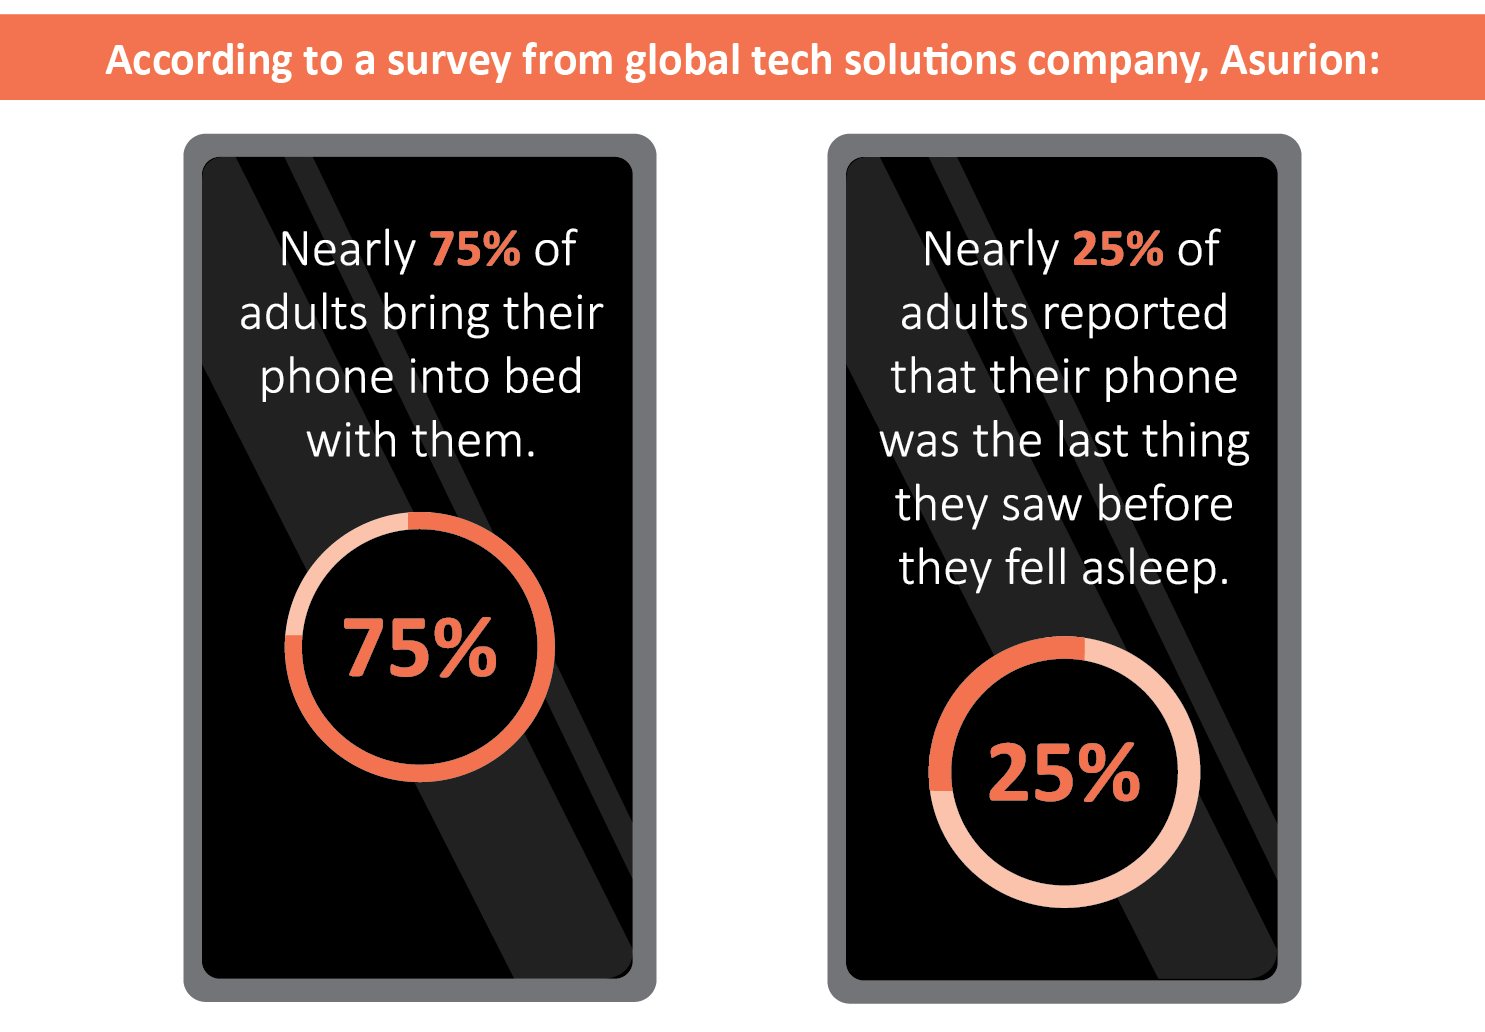 According to a survey from global tech solutions company, Asurion:
Nearly 75% of
adults bring their
phone into bed
with them.
75%
Nearly 25% of
adults reported
that their phone
was the last thing
they saw before
they fell asleep.
25%